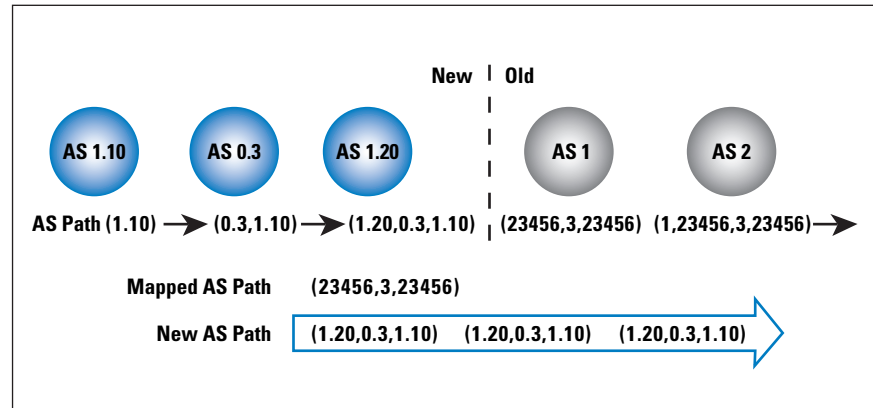 New Old
AS 1.10 AS 0.3 AS 1.20 AS 1 AS 2
AS Path (1.10) (0.3,1.10) (1.20,0.3,1.10) (23456,3,23456) (1,23456,3,23456)
Mapped AS Path (23456,3,23456)
New AS Path (1.20,0.3,1.10) (1.20,0.3,1.10) (1.20,0.3,1.10)